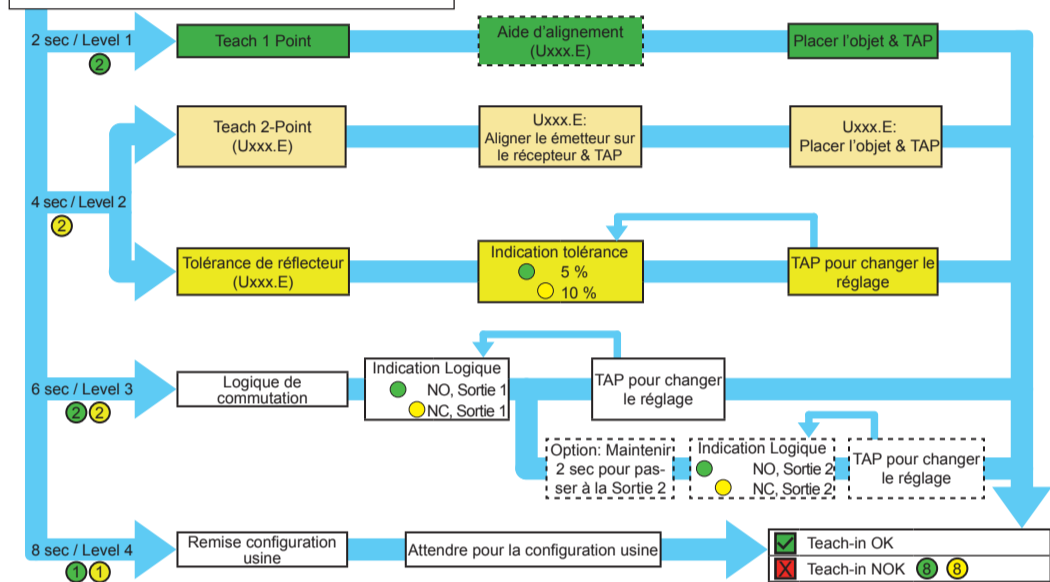 2 sec / Level 1
2
Teach 1 Point
Aide d'alignement
(Uxxx.E)
Placer l'objet & TAP
4 sec / Level 2
2
Teach 2-Point
(Uxxx.E)
Uxxx.E:
Aligner le émetteur sur
le récepteur & TAP
Uxxx.E:
Placer l'objet & TAP
Tolérance de réflecteur
(Uxxx.E)
Indication tolérance
5 %
10 %
TAP pour changer le
réglage
6 sec / Level 3
2 2
Logique de
commutation
Indication Logique
NO, Sortie 1
NC, Sortie 1
TAP pour changer
le réglage
Option: Maintenir
2 sec pour pas-
ser à la Sortie 2
Indication Logique
NO, Sortie 2
NC, Sortie 2
TAP pour changer
le réglage
8 sec / Level 4
1 1
Remise configuration
usine
Attendre pour la configuration usine
Teach-in OK
Teach-in NOK 8 8